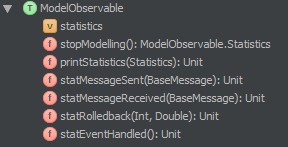 T ModelObservable
v statistics
f stopModelling(): ModelObservable.Statistics
f printStatistics(Statistics): Unit
f statMessageSent(BaseMessage): Unit
f statMessageReceived(BaseMessage): Unit
f statRolledback(Int, Double): Unit
f statEventHandled(): Unit